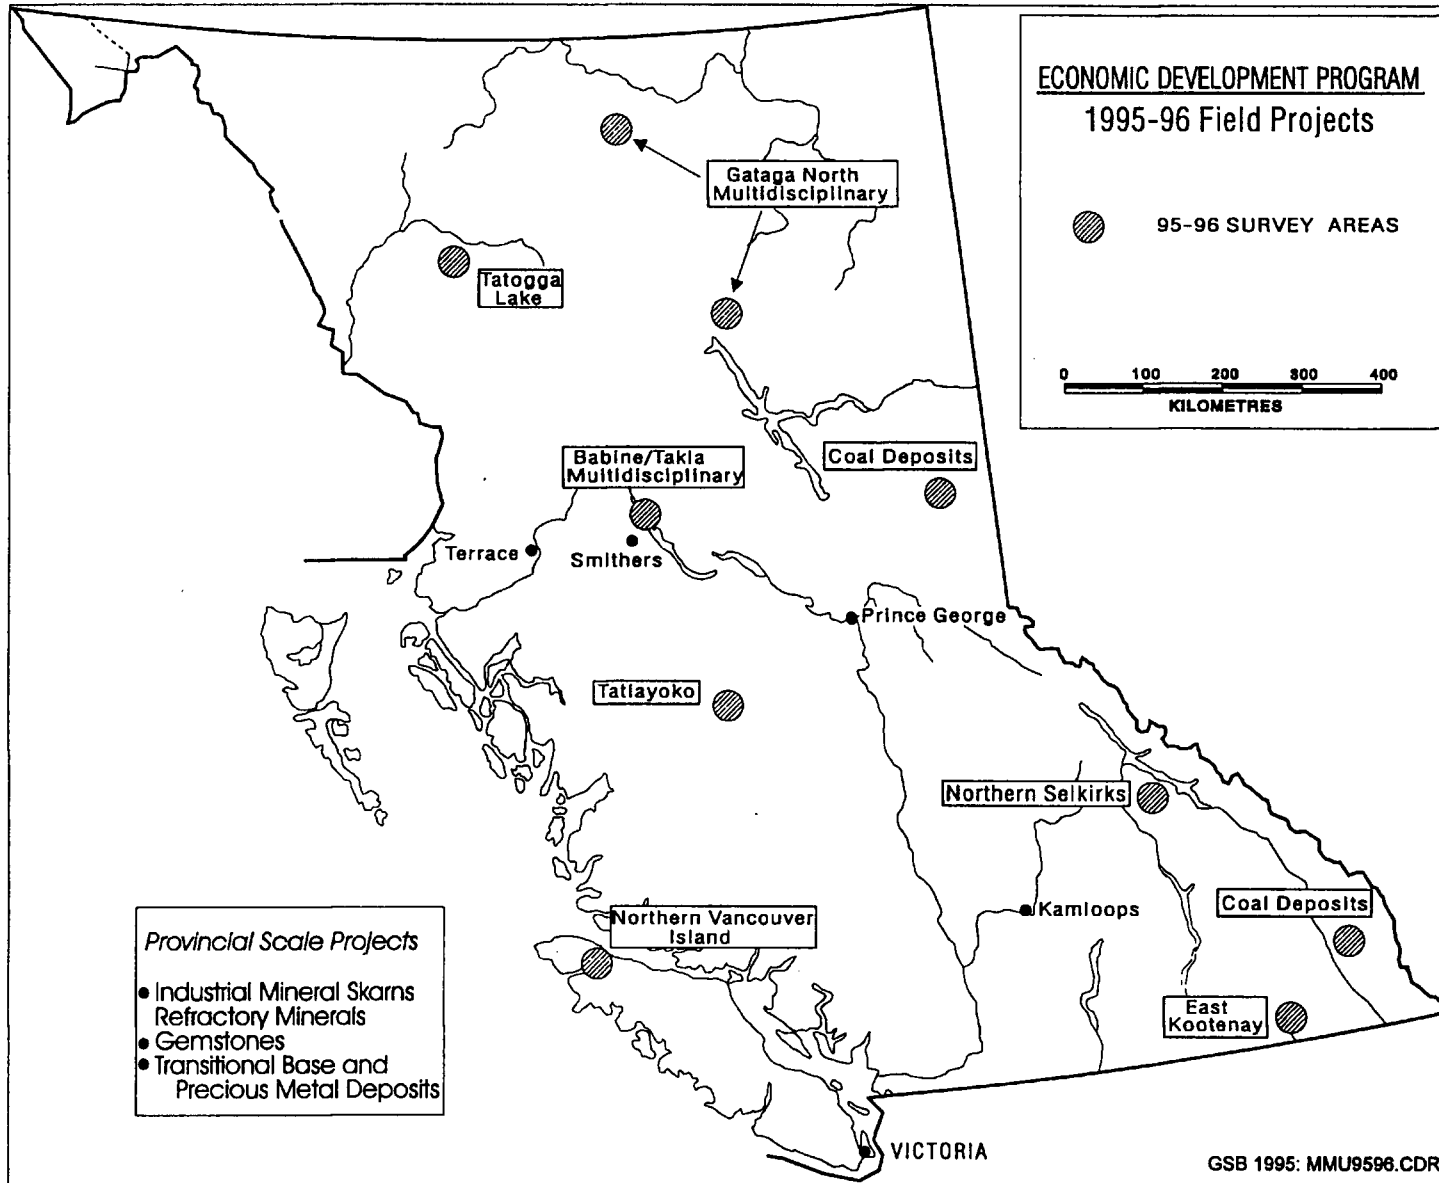 ECONOMIC DEVELOPMENT PROGRAM
1995-96 Field Projects
95-96 SURVEY AREAS
0 100 200 300 400
KILOMETRES
Gataga North
Multidisciplinary
Tatogga
Lake
Babine/Takla
Multidisciplinary
Coal Deposits
Terrace
Smithers
Prince George
Tatlayoko
Northern Selkirks
Kamloops
Coal Deposits
East
Kootenay
Northern Vancouver
Island
VICTORIA
Provincial Scale Projects
• Industrial Mineral Skarns
Refractory Minerals
• Gemstones
• Transitional Base and
Precious Metal Deposits
GSB 1995: MMU9596.CDR